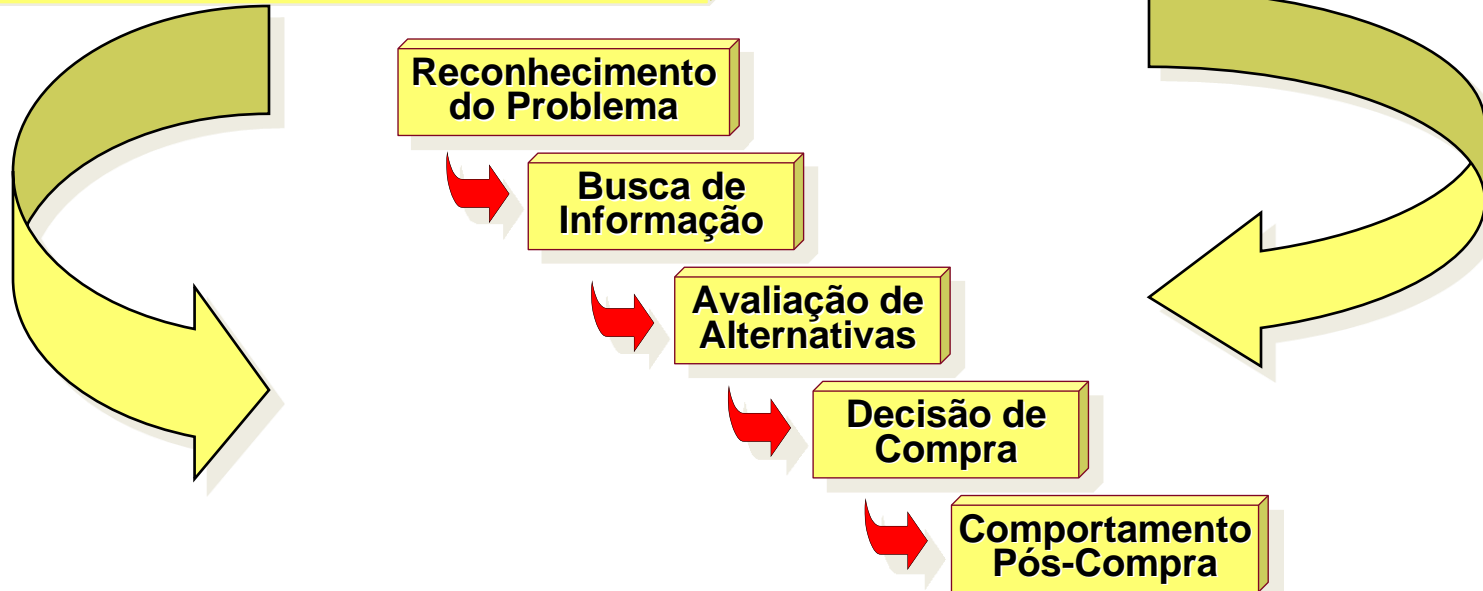 Reconhecimento
do Problema
Busca de
Informação
Avaliação de
Alternativas
Decisão de
Compra
Comportamento
Pós-Compra